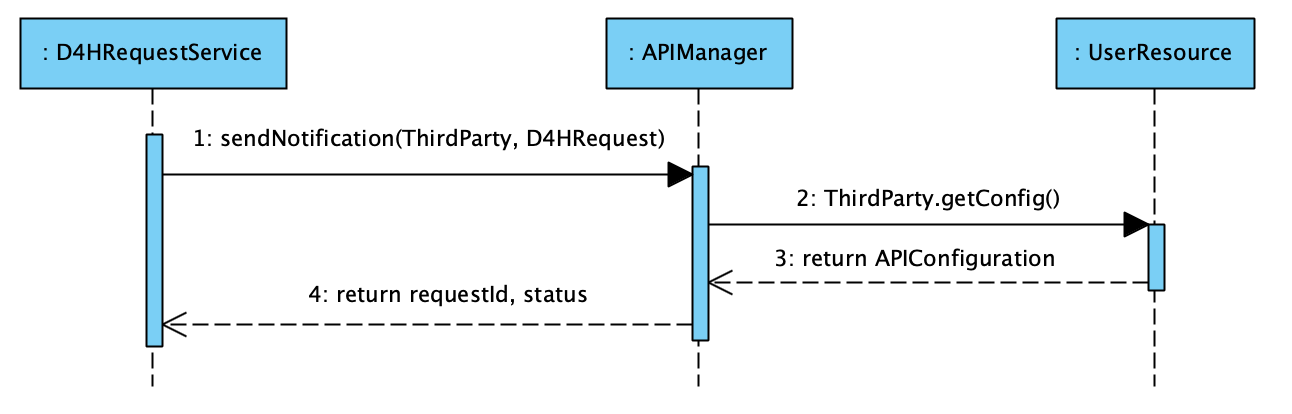 : D4HRequestService
: APIManager
: UserResource
1: sendNotification(ThirdParty, D4HRequest)
2: ThirdParty.getConfig()
3: return APIConfiguration
4: return requestId, status